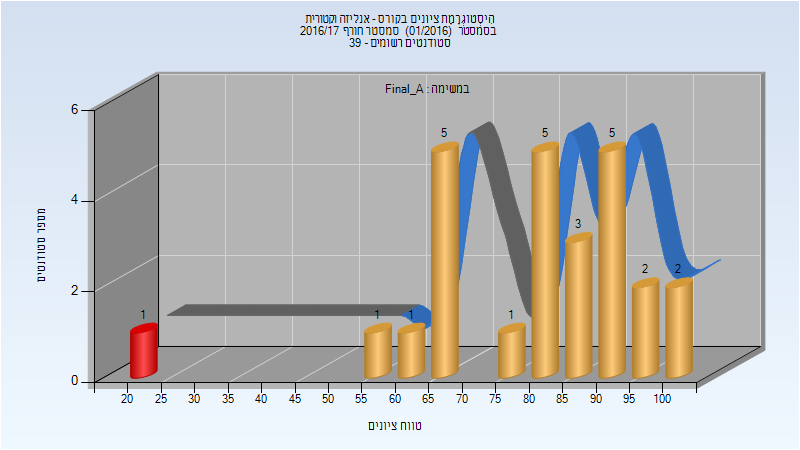 היסטוגרמת ציונים בקורס - אנליזה וקטורית
בסמסטר (01/2016) סמסטר חורף 2016/17
סטודנטים רשומים - 39
במשימה : Final_A
6
4
2
0
מספר סטודנטים
1
1
1
5
1
5
3
5
2
2
20 25 30 35 40 45 50 55 60 65 70 75 80 85 90 95 100
טווח ציונים